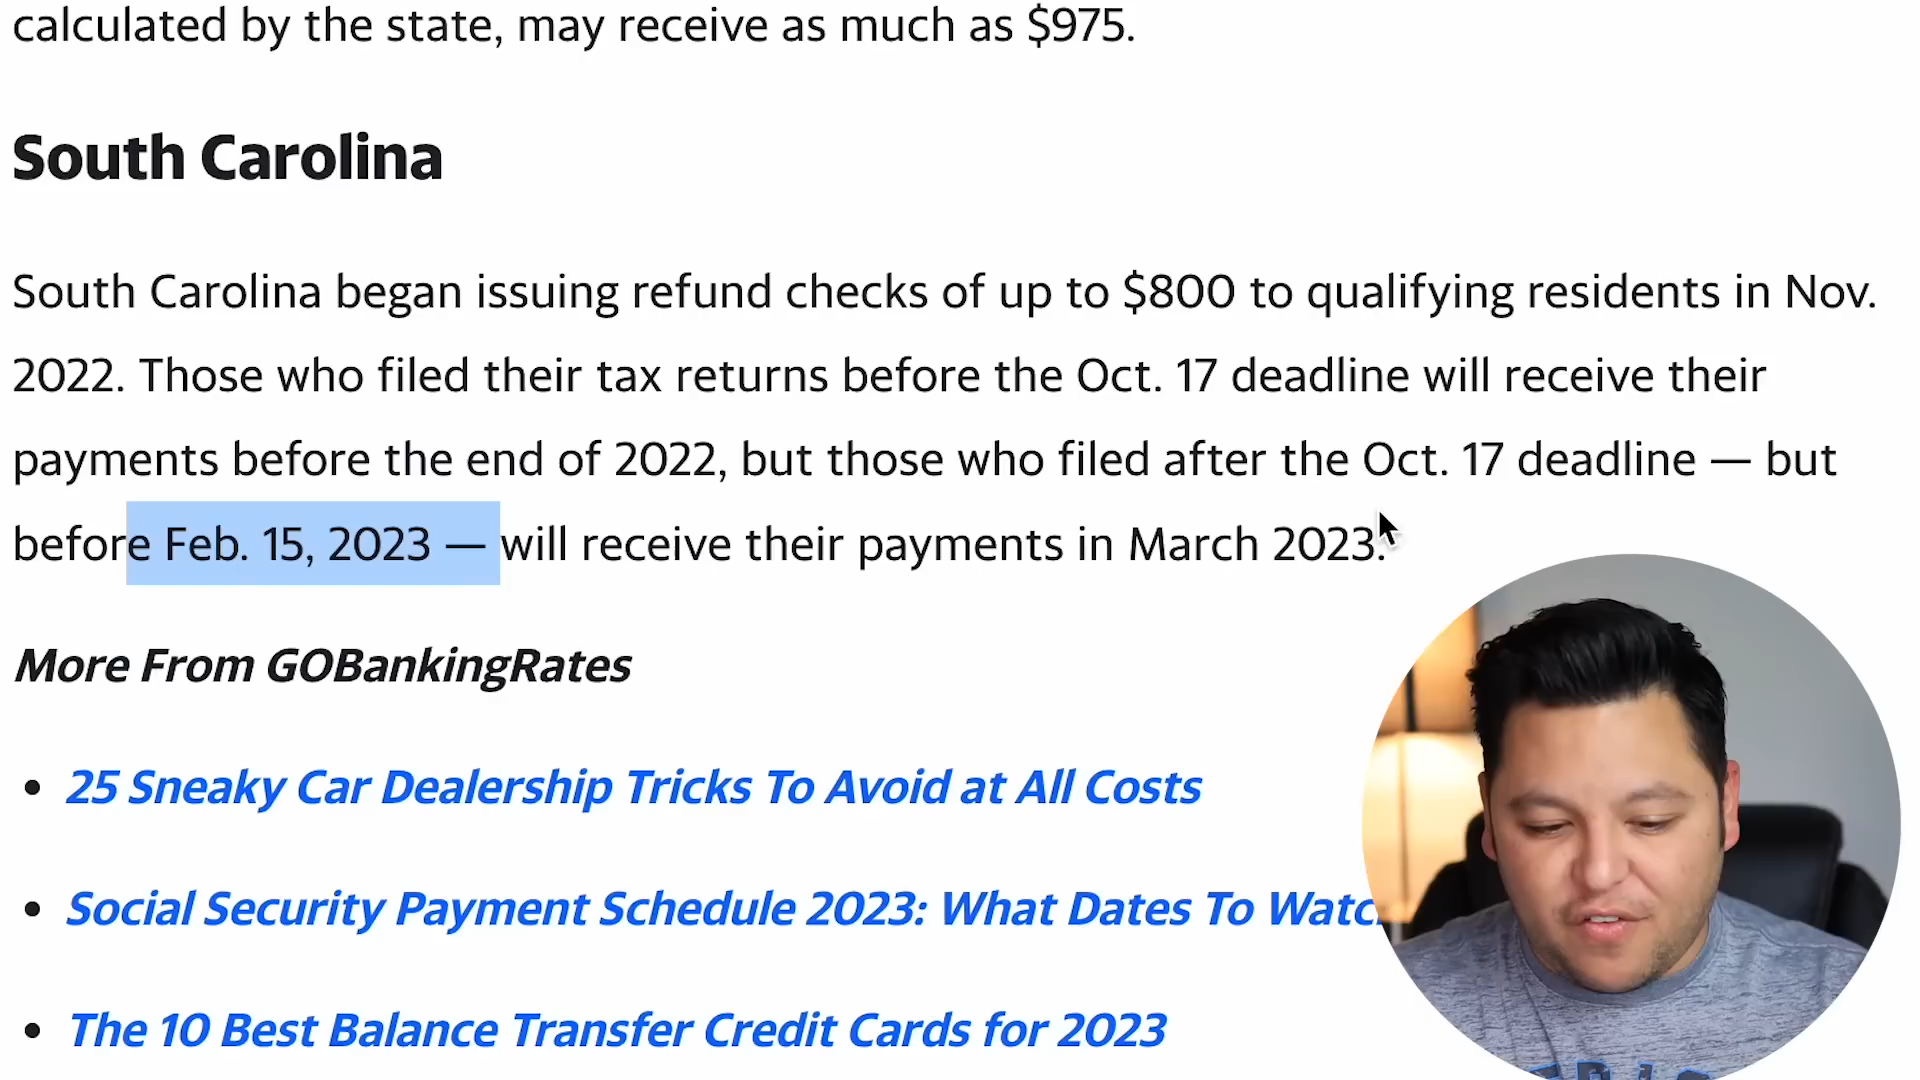 calculated by the state, may receive as much as $975.
South Carolina
South Carolina began issuing refund checks of up to $800 to qualifying residents in Nov.
2022. Those who filed their tax returns before the Oct. 17 deadline will receive their
payments before the end of 2022, but those who filed after the Oct. 17 deadline — but
before Feb. 15, 2023 — will receive their payments in March 2023.
More From GOBankingRates
• 25 Sneaky Car Dealership Tricks To Avoid at All Costs
• Social Security Payment Schedule 2023: What Dates To
• The 10 Best Balance Transfer Credit Cards for 2023